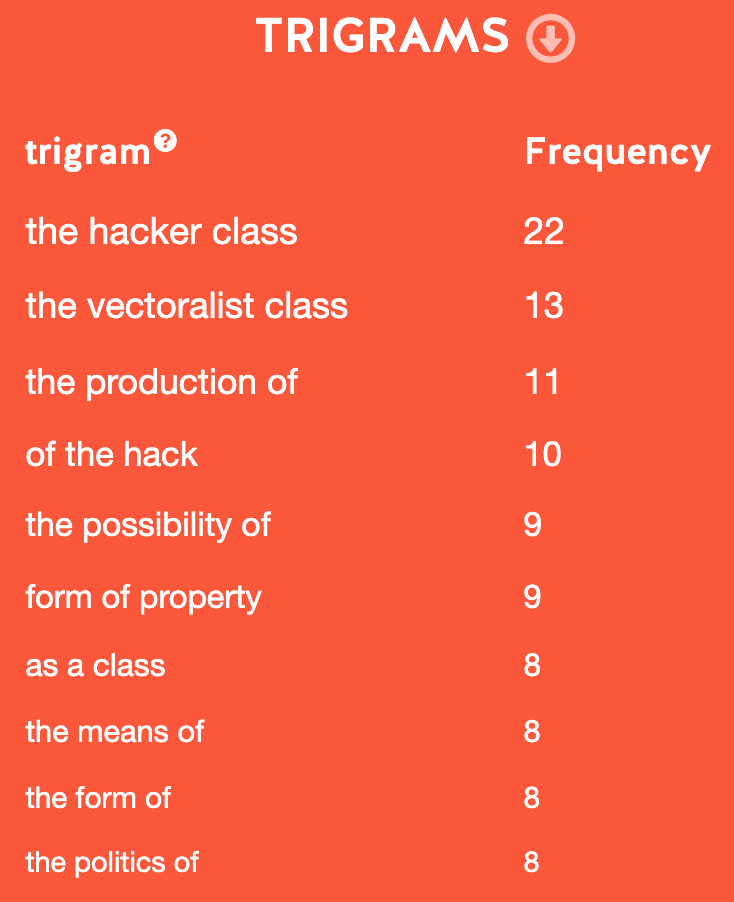 TRIGRAMS
trigram? Frequency
the hacker class 22
the vectoralist class 13
the production of 11
of the hack 10
the possibility of 9
form of property 9
as a class 8
the means of 8
the form of 8
the politics of 8